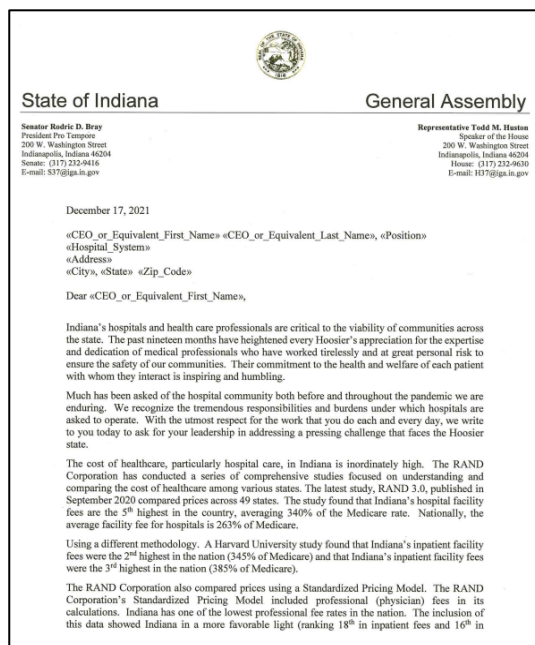 State of Indiana General Assembly
Senator Rodric D. Bray
President Pro Tempore
200 W. Washington Street
Indianapolis, Indiana 46204
Senate: (317) 232-9416
E-mail: S37@iga.in.gov
Representative Todd M. Huston
Speaker of the House
200 W. Washington Street
Indianapolis, Indiana 46204
House: (317) 232-9630
E-mail: H37@iga.in.gov
December 17, 2021
«CEO_or_Equivalent_First_Name» «CEO_or_Equivalent_Last_Name», «Position»
«Hospital_System»
«Address»
«City», «State» «Zip_Code»
Dear «CEO_or_Equivalent_First_Name»,
Indiana's hospitals and health care professionals are critical to the viability of communities across
the state. The past nineteen months have heightened every Hoosier's appreciation for the expertise
and dedication of medical professionals who have worked tirelessly and at great personal risk to
ensure the safety of our communities. Their commitment to the health and welfare of each patient
with whom they interact is inspiring and humbling.
Much has been asked of the hospital community both before and throughout the pandemic we are
enduring. We recognize the tremendous responsibilities and burdens under which hospitals are
asked to operate. With the utmost respect for the work that you do each and every day, we write
to you today to ask for your leadership in addressing a pressing challenge that faces the Hoosier
state.
The cost of healthcare, particularly hospital care, in Indiana is inordinately high. The RAND
Corporation has conducted a series of comprehensive studies focused on understanding and
comparing the cost of healthcare among various states. The latest study, RAND 3.0, published in
September 2020 compared prices across 49 states. The study found that Indiana's hospital facility
fees are the 5th highest in the country, averaging 340% of the Medicare rate. Nationally, the
average facility fee for hospitals is 263% of Medicare.
Using a different methodology. A Harvard University study found that Indiana's inpatient facility
fees were the 2nd highest in the nation (345% of Medicare) and that Indiana's inpatient facility fees
were the 3rd highest in the nation (385% of Medicare).
The RAND Corporation also compared prices using a Standardized Pricing Model. The RAND
Corporation's Standardized Pricing Model included professional (physician) fees in its
calculations. Indiana has one of the lowest professional fee rates in the nation. The inclusion of
this data showed Indiana in a more favorable light (ranking 18th in inpatient fees and 16th in